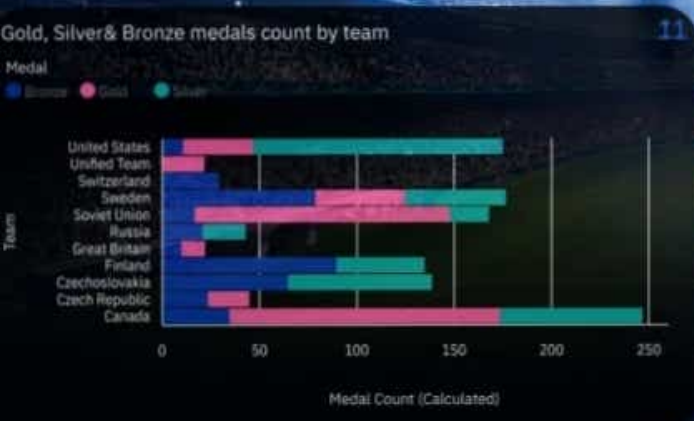 Gold, Silver& Bronze medals count by team
11
Medal
Bronze Gold Silver
United States
Unified Team
Switzerland
Sweden
Soviet Union
Russia
Great Britain
Finland
Czechoslovakia
Czech Republic
Canada
Team
0 50 100 150 200 250
Medal Count (Calculated)